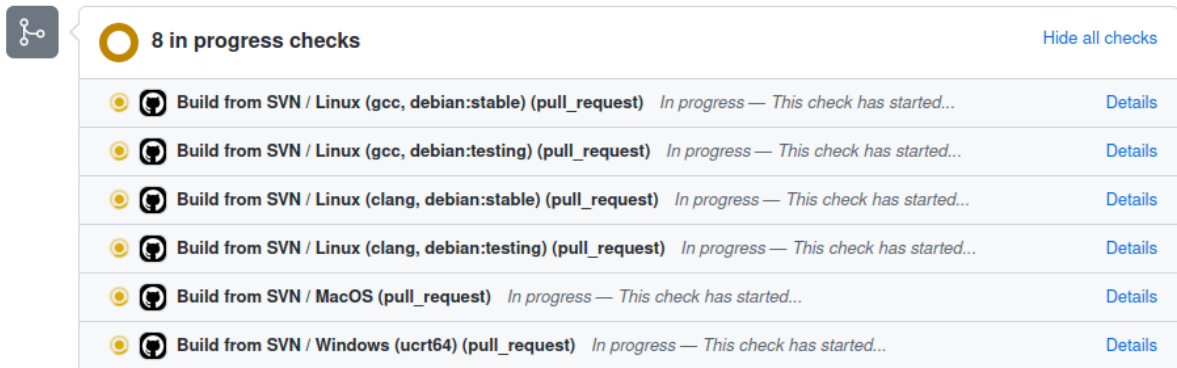 8 in progress checks Hide all checks
Build from SVN / Linux (gcc, debian:stable) (pull_request) In progress — This check has started... Details
Build from SVN / Linux (gcc, debian:testing) (pull_request) In progress — This check has started... Details
Build from SVN / Linux (clang, debian:stable) (pull_request) In progress — This check has started... Details
Build from SVN / Linux (clang, debian:testing) (pull_request) In progress — This check has started... Details
Build from SVN / MacOS (pull_request) In progress — This check has started... Details
Build from SVN / Windows (ucrt64) (pull_request) In progress — This check has started... Details